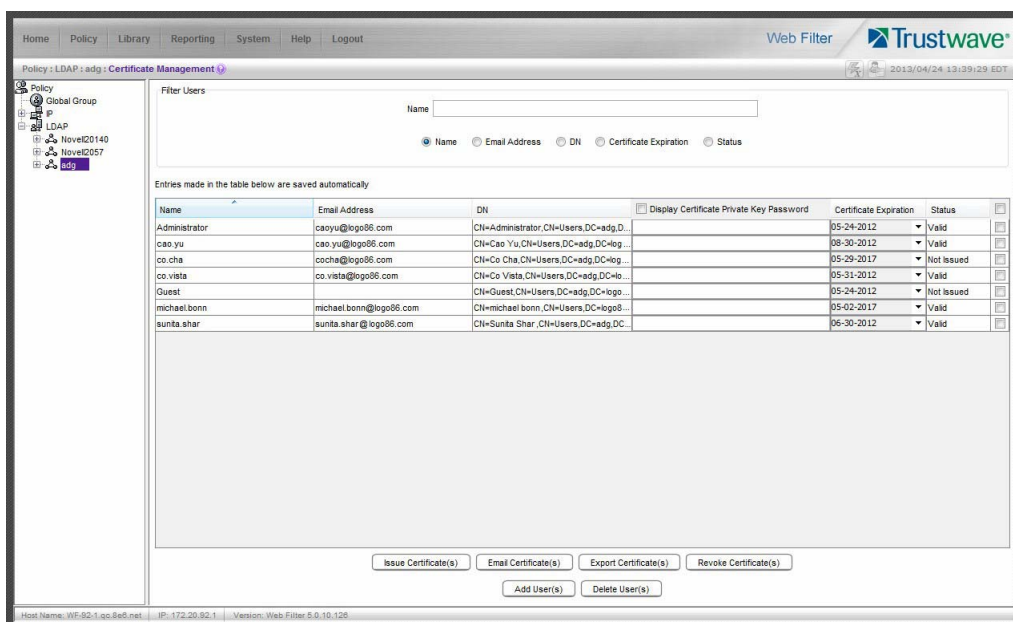 Home Policy Library Reporting System Help Logout Web Filter Trustwave®
Policy : LDAP : adg : Certificate Management 2013/04/24 13:39:29 EDT
Policy
Global Group
IP
LDAP
Novell20140
Novell2057
adg
Filter Users
Name
Name Email Address DN Certificate Expiration Status
Entries made in the table below are saved automatically
Name Email Address DN Display Certificate Private Key Password Certificate Expiration Status
Administrator caoyu@logo86.com CN=Administrator,CN=Users,DC=adg,D... 05-24-2012 Valid
cao.yu cao.yu@logo86.com CN=Cao Yu,CN=Users,DC=adg,DC=log... 08-30-2012 Valid
co.cha cocha@logo86.com CN=Co Cha,CN=Users,DC=adg,DC=log... 05-29-2017 Not Issued
co.vista co.vista@logo86.com CN=Co Vista,CN=Users,DC=adg,DC=lo... 05-31-2012 Valid
Guest CN=Guest,CN=Users,DC=adg,DC=logo... 05-24-2012 Not Issued
michael.bonn michael.bonn@logo86.com CN=michael bonn,CN=Users,DC=logo8... 05-02-2017 Valid
sunita.shar sunita.shar@logo86.com CN=Sunita Shar ,CN=Users,DC=adg,DC... 06-30-2012 Valid
Issue Certificate(s) Email Certificate(s) Export Certificate(s) Revoke Certificate(s)
Add User(s) Delete User(s)
Host Name: WF-92-1.qc.8e6.net IP: 172.20.92.1 Version: Web Filter 5.0.10.126